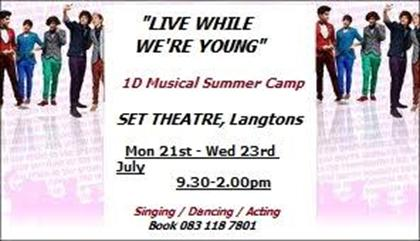 "LIVE WHILE
WE'RE YOUNG"
1D Musical Summer Camp
SET THEATRE, Langtons
Mon 21st - Wed 23rd
July
9.30-2.00pm
Singing / Dancing / Acting
Book 083 118 7801